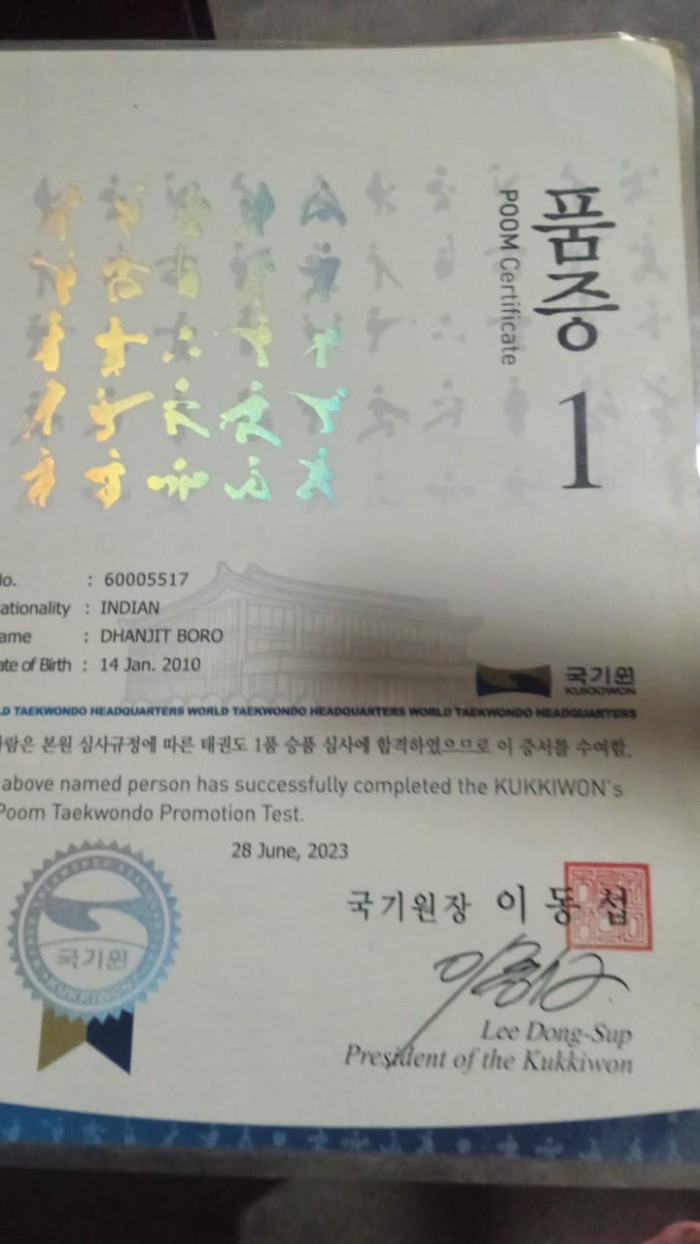 품증
POOM Certificate
1
No. : 60005517
ationality : INDIAN
ame : DHANJIT BORO
ate of Birth : 14 Jan. 2010
국기원
KUKKIWON
LD TAEKWONDO HEADQUARTERS WORLD TAEKWONDO HEADQUARTERS WORLD TAEKWONDO HEADQUARTERS
사람은 본원 심사규정에 따른 태권도 1품 승품 심사에 합격하였으므로 이 증서를 수여함.
above named person has successfully completed the KUKKIWON's
Poom Taekwondo Promotion Test.
28 June, 2023
국기원장 이동섭
국기원
KUKKIWON
Lee Dong-Sup
President of the Kukkiwon